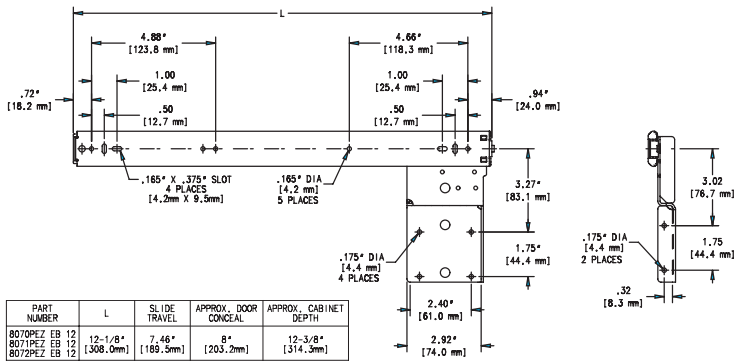 L
4.88"
[123.8 mm]
4.66"
[118.3 mm]
1.00
[25.4 mm]
1.00
[25.4 mm]
.72"
[18.2 mm]
.94"
[24.0 mm]
.50
[12.7 mm]
.50
[12.7 mm]
.165" X .375" SLOT
4 PLACES
[4.2mm X 9.5mm]
.165" DIA
[4.2 mm]
5 PLACES
3.27"
[83.1 mm]
3.02
[76.7 mm]
.175" DIA
[4.4 mm]
4 PLACES
1.75"
[44.4 mm]
.175" DIA
[4.4 mm]
2 PLACES
1.75
[44.4 mm]
.32
[8.3 mm]
2.40"
[61.0 mm]
2.92"
[74.0 mm]
PART NUMBER
L
SLIDE TRAVEL
APPROX. DOOR CONCEAL
APPROX. CABINET DEPTH
8070PEZ EB 12
8071PEZ EB 12
8072PEZ EB 12
12-1/8"
[308.0mm]
7.46"
[189.5mm]
8"
[203.2mm]
12-3/8"
[314.3mm]